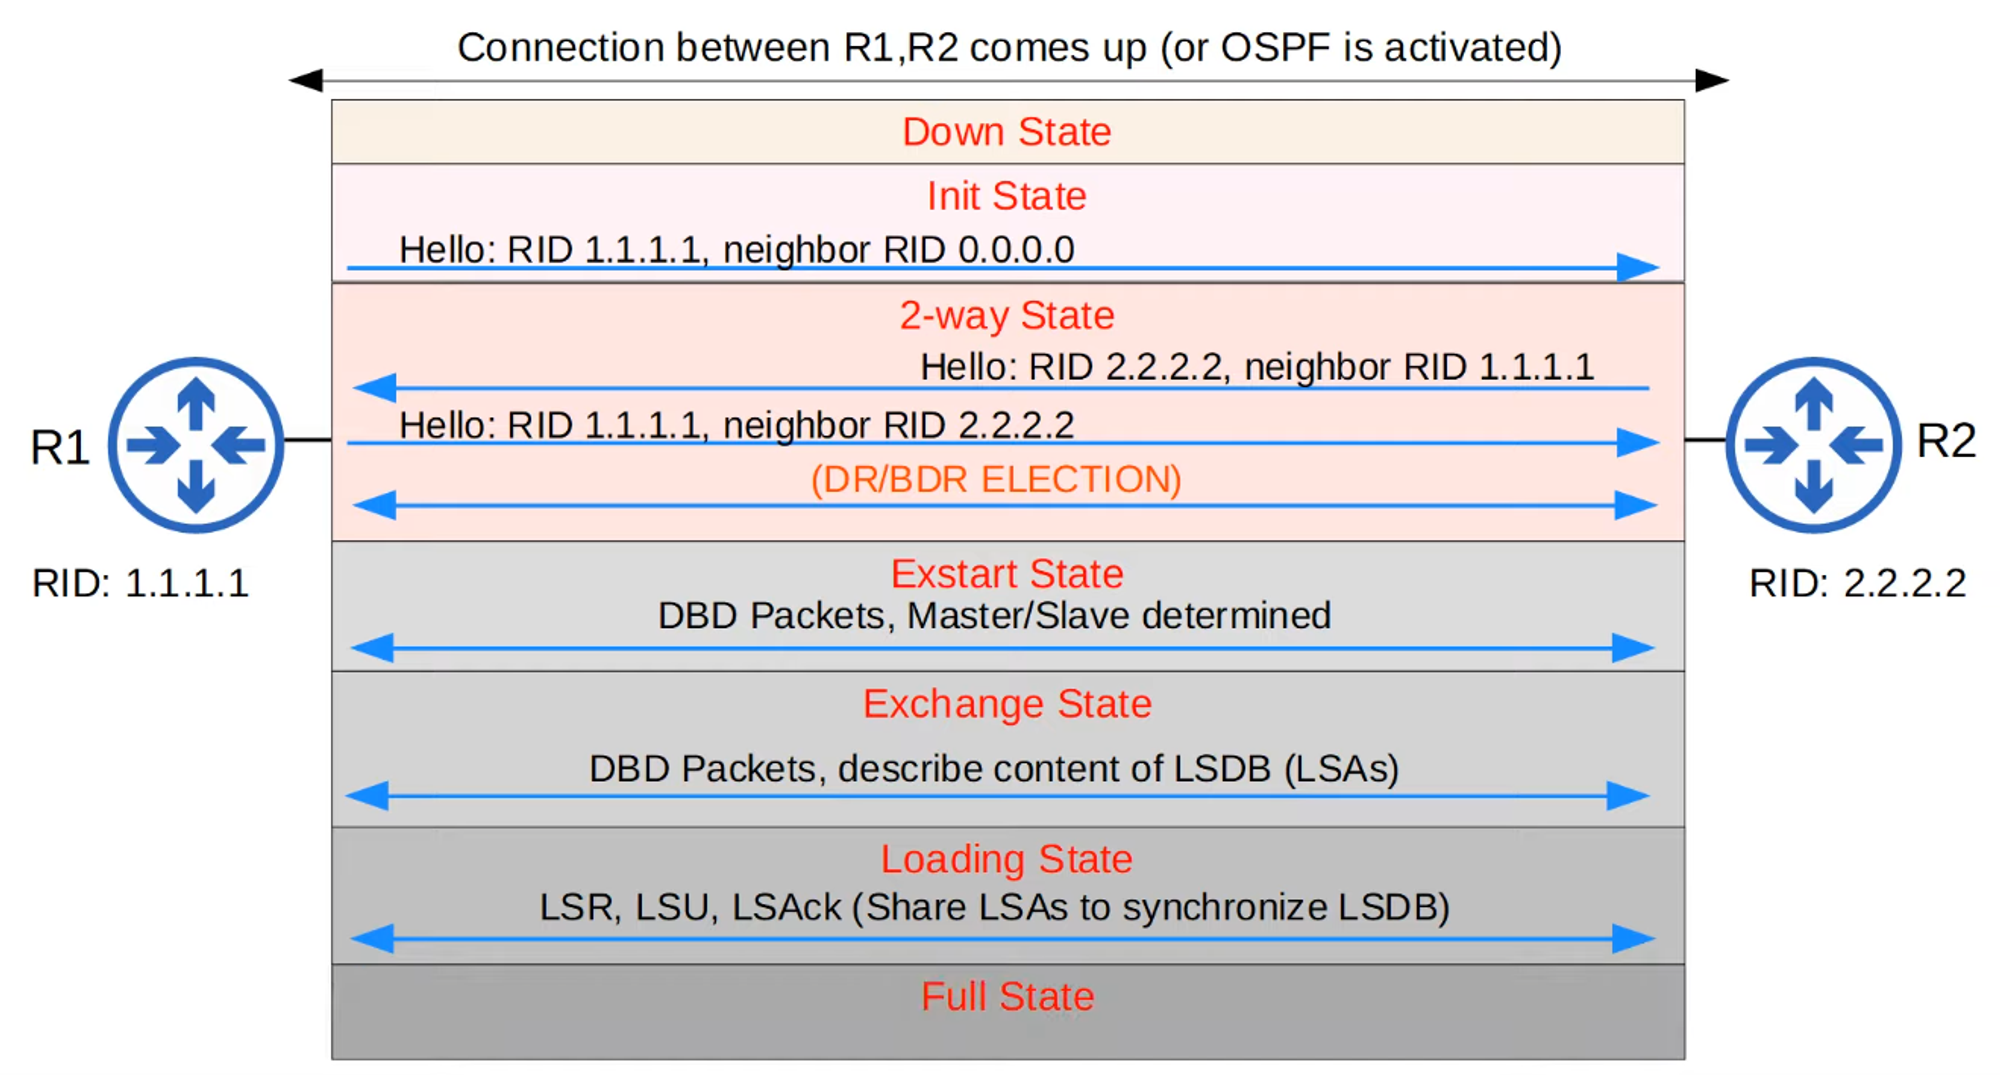 Connection between R1,R2 comes up (or OSPF is activated)
Down State
Init State
Hello: RID 1.1.1.1, neighbor RID 0.0.0.0
2-way State
Hello: RID 2.2.2.2, neighbor RID 1.1.1.1
Hello: RID 1.1.1.1, neighbor RID 2.2.2.2
(DR/BDR ELECTION)
R1
R2
RID: 1.1.1.1
RID: 2.2.2.2
Exstart State
DBD Packets, Master/Slave determined
Exchange State
DBD Packets, describe content of LSDB (LSAs)
Loading State
LSR, LSU, LSAck (Share LSAs to synchronize LSDB)
Full State